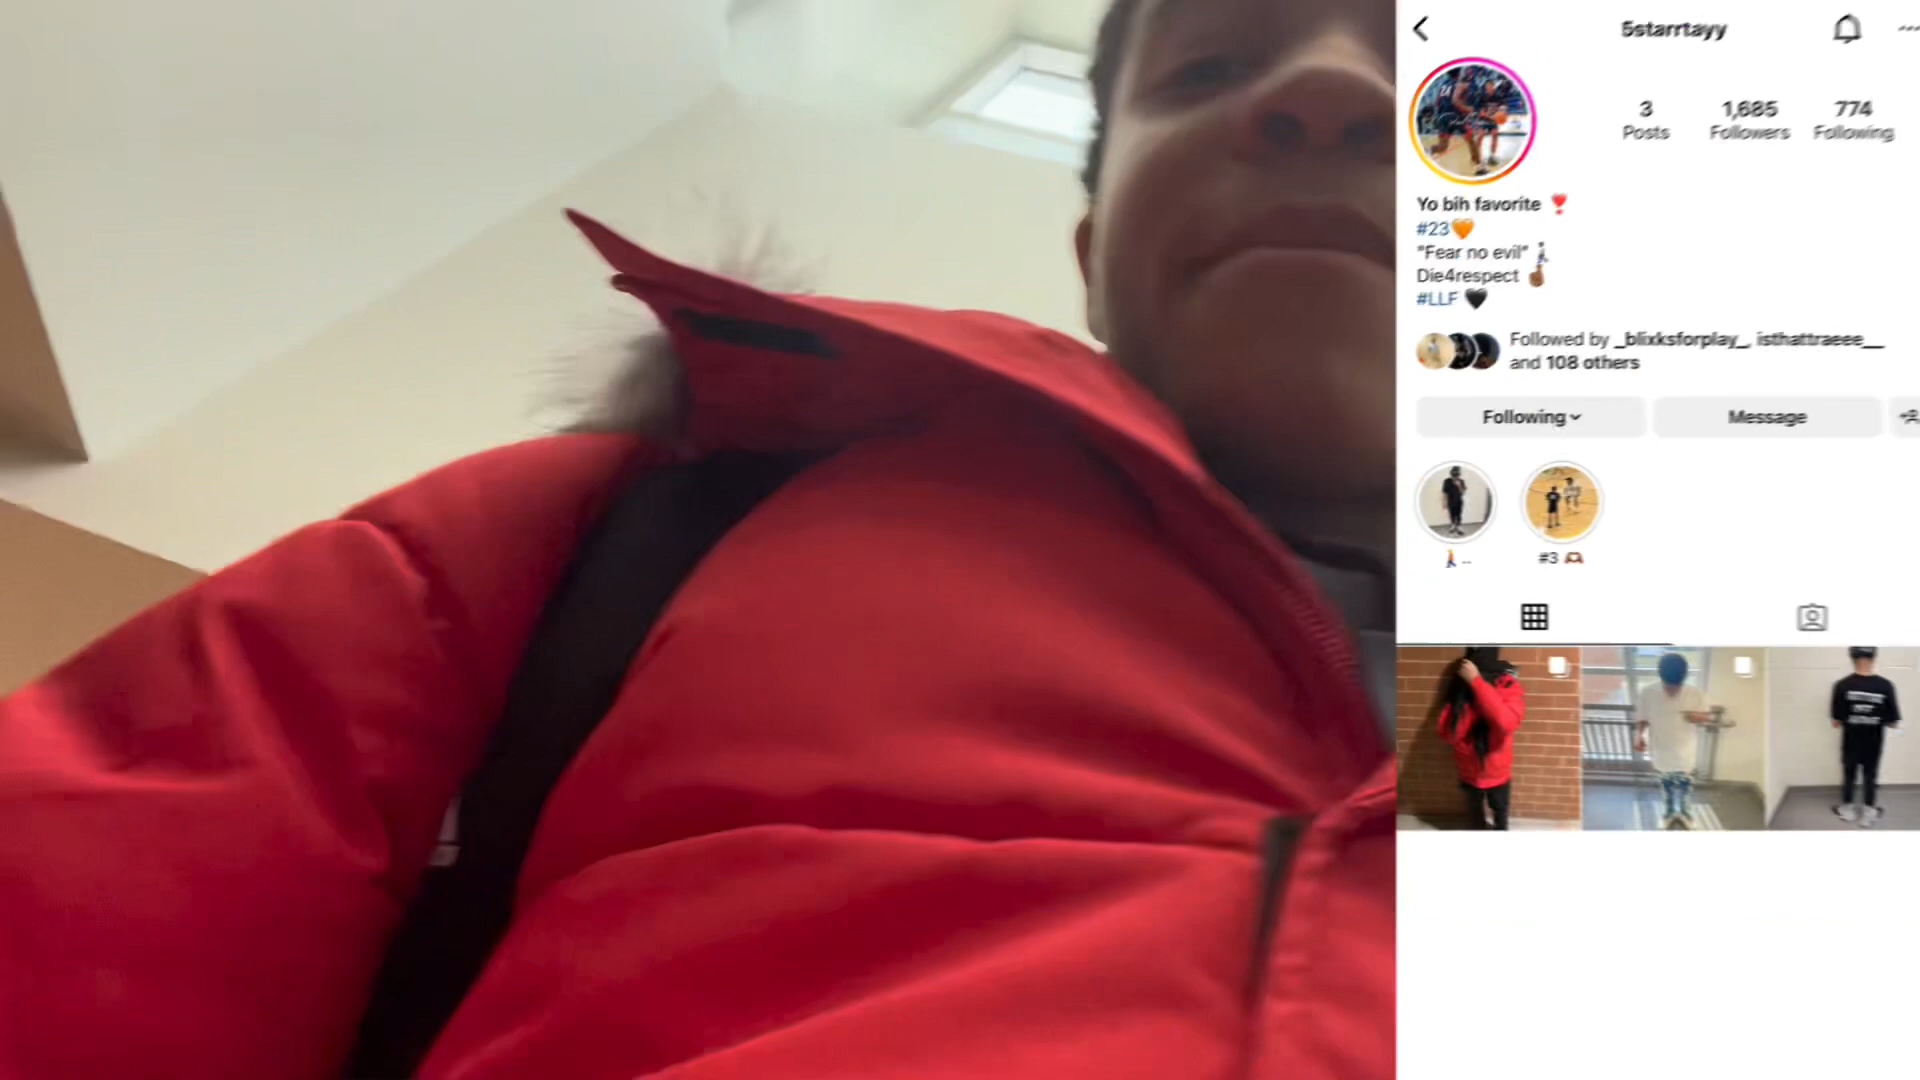 5starrtayy
3 1,685 774
Posts Followers Following
Yo bih favorite ❣️
#23🧡
"Fear no evil"
Die4respect
#LLF 🖤
Followed by _blixksforplay_, isthattraeee__
and 108 others
Following Message
..
#3